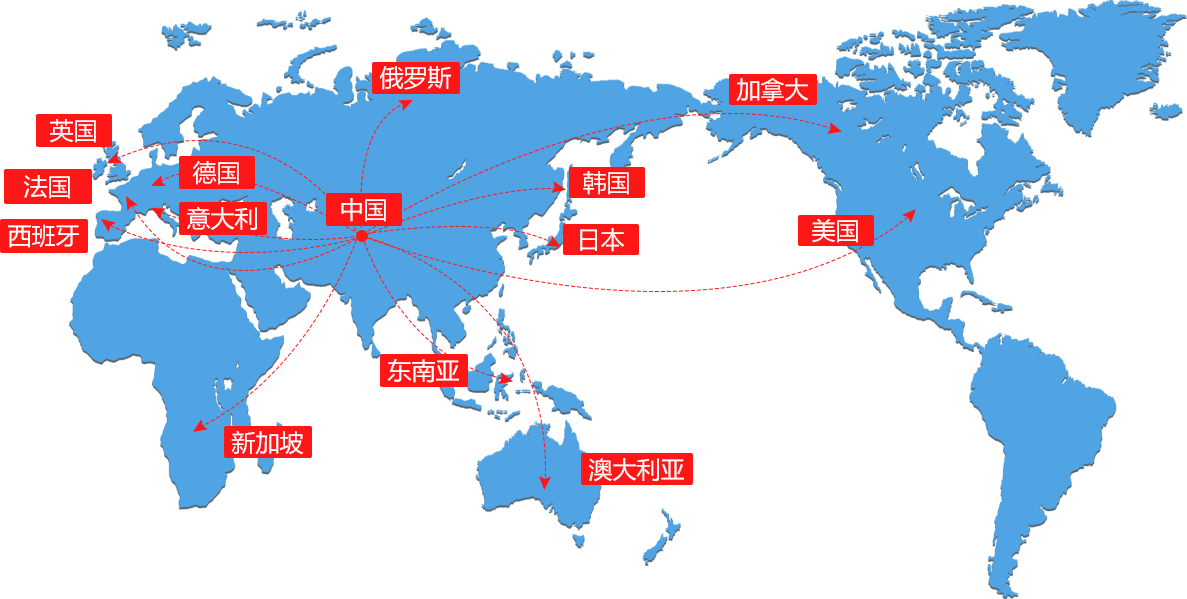 俄罗斯
加拿大
英国
德国
法国
韩国
中国
意大利
西班牙
美国
日本
东南亚
新加坡
澳大利亚